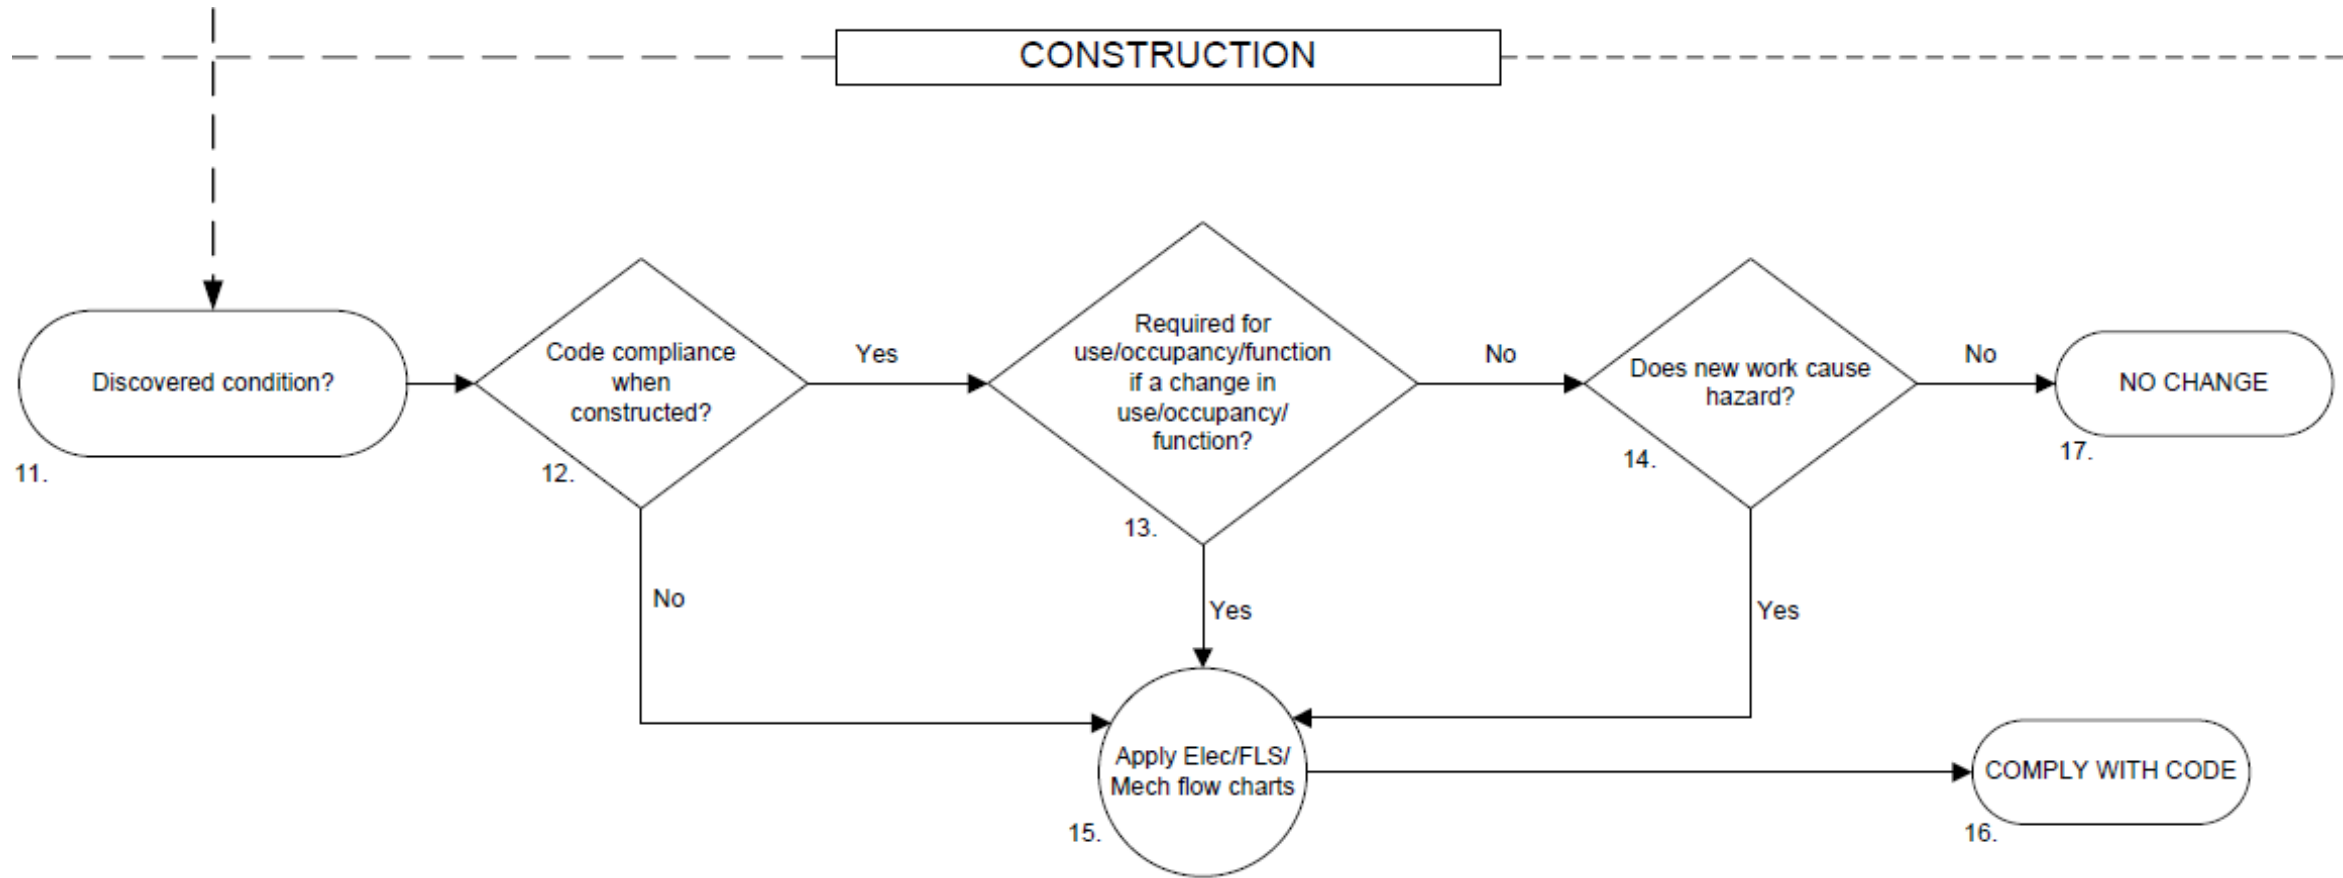 CONSTRUCTION
Discovered condition?
11.
Code compliance
when
constructed?
12.
Yes
No
Required for
use/occupancy/function
if a change in
use/occupancy/
function?
13.
No
Yes
Does new work cause
hazard?
14.
No
Yes
NO CHANGE
17.
Apply Elec/FLS/
Mech flow charts
15.
COMPLY WITH CODE
16.